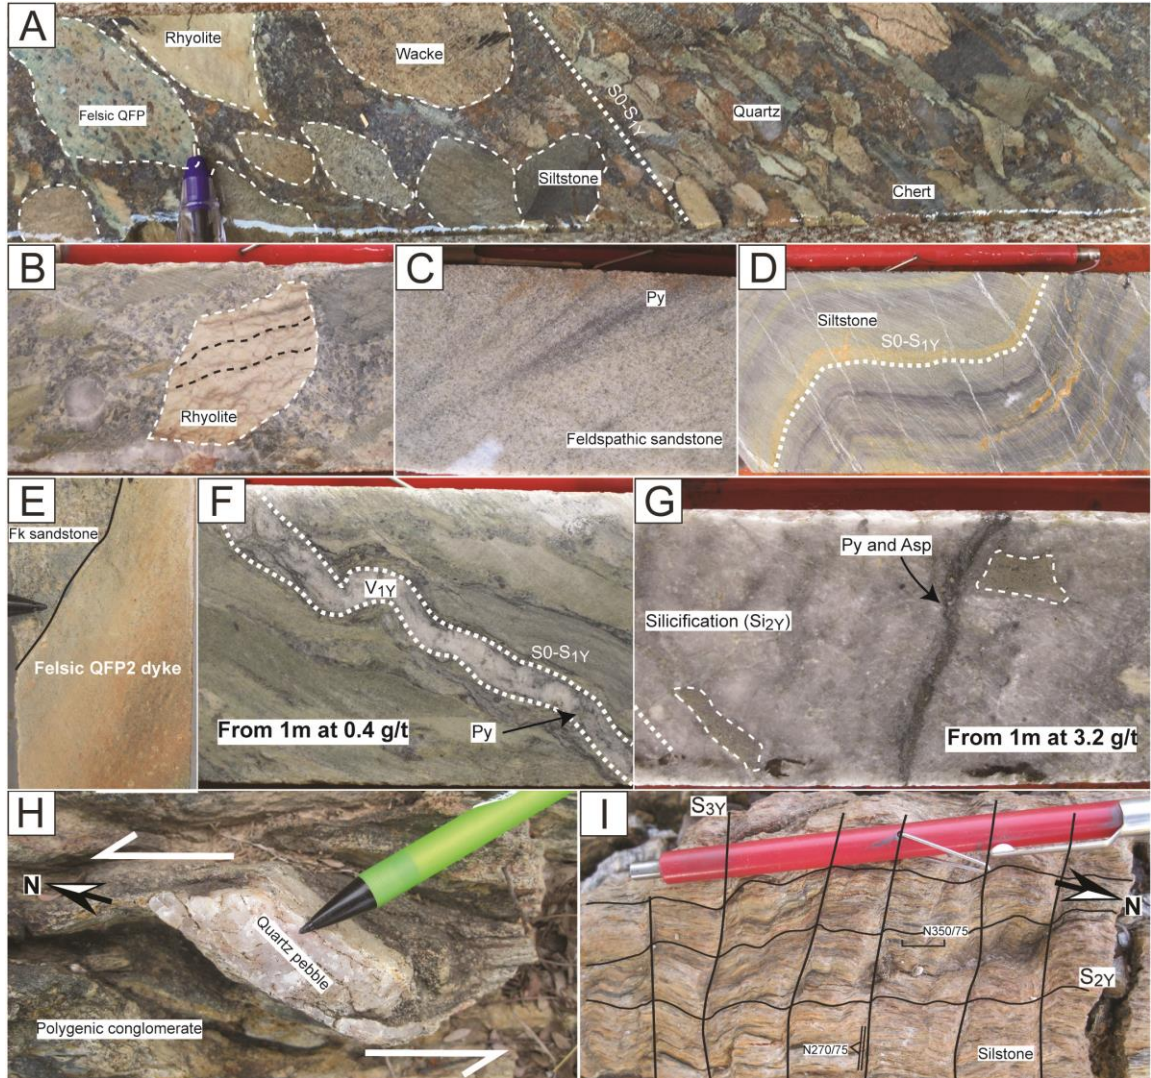 A
Rhyolite
Wacke
Felsic QFP
S0-S1Y
Quartz
Siltstone
Chert
B
Rhyolite
C
Py
Feldspathic sandstone
D
Siltstone
S0-S1Y
E
Fk sandstone
Felsic QFP2 dyke
F
V1Y
S0-S1Y
Py
From 1m at 0.4 g/t
G
Py and Asp
Silicification (Si2Y)
From 1m at 3.2 g/t
H
N
Quartz pebble
Polygenic conglomerate
I
S3Y
N
N350/75
S2Y
N270/75
Silstone